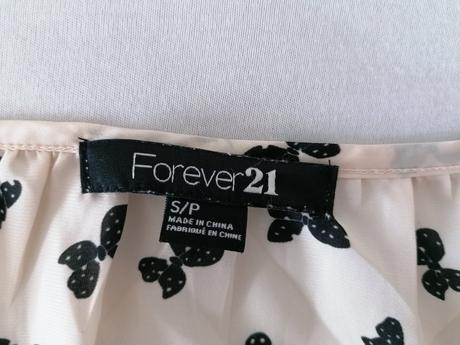 Forever21
S/P
MADE IN CHINA
FABRIQUÉ EN CHINE